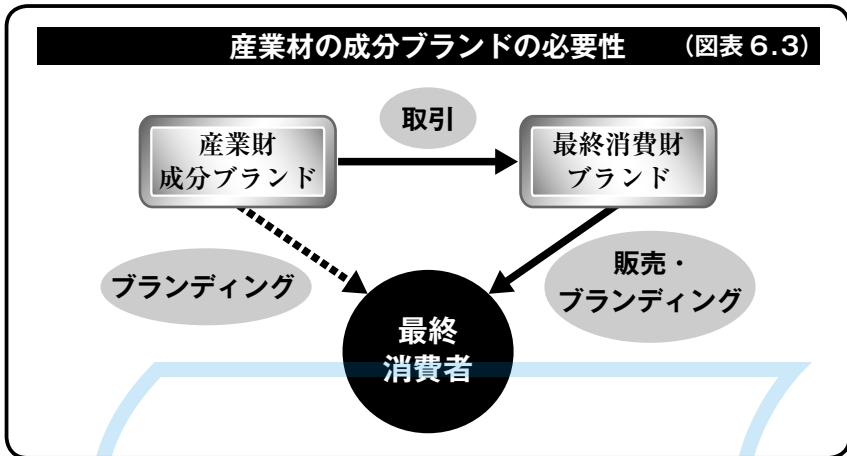 産業材の成分ブランドの必要性 (図表 6.3)
取引
産業財
成分ブランド
最終消費財
ブランド
ブランディング
販売・
ブランディング
最終
消費者